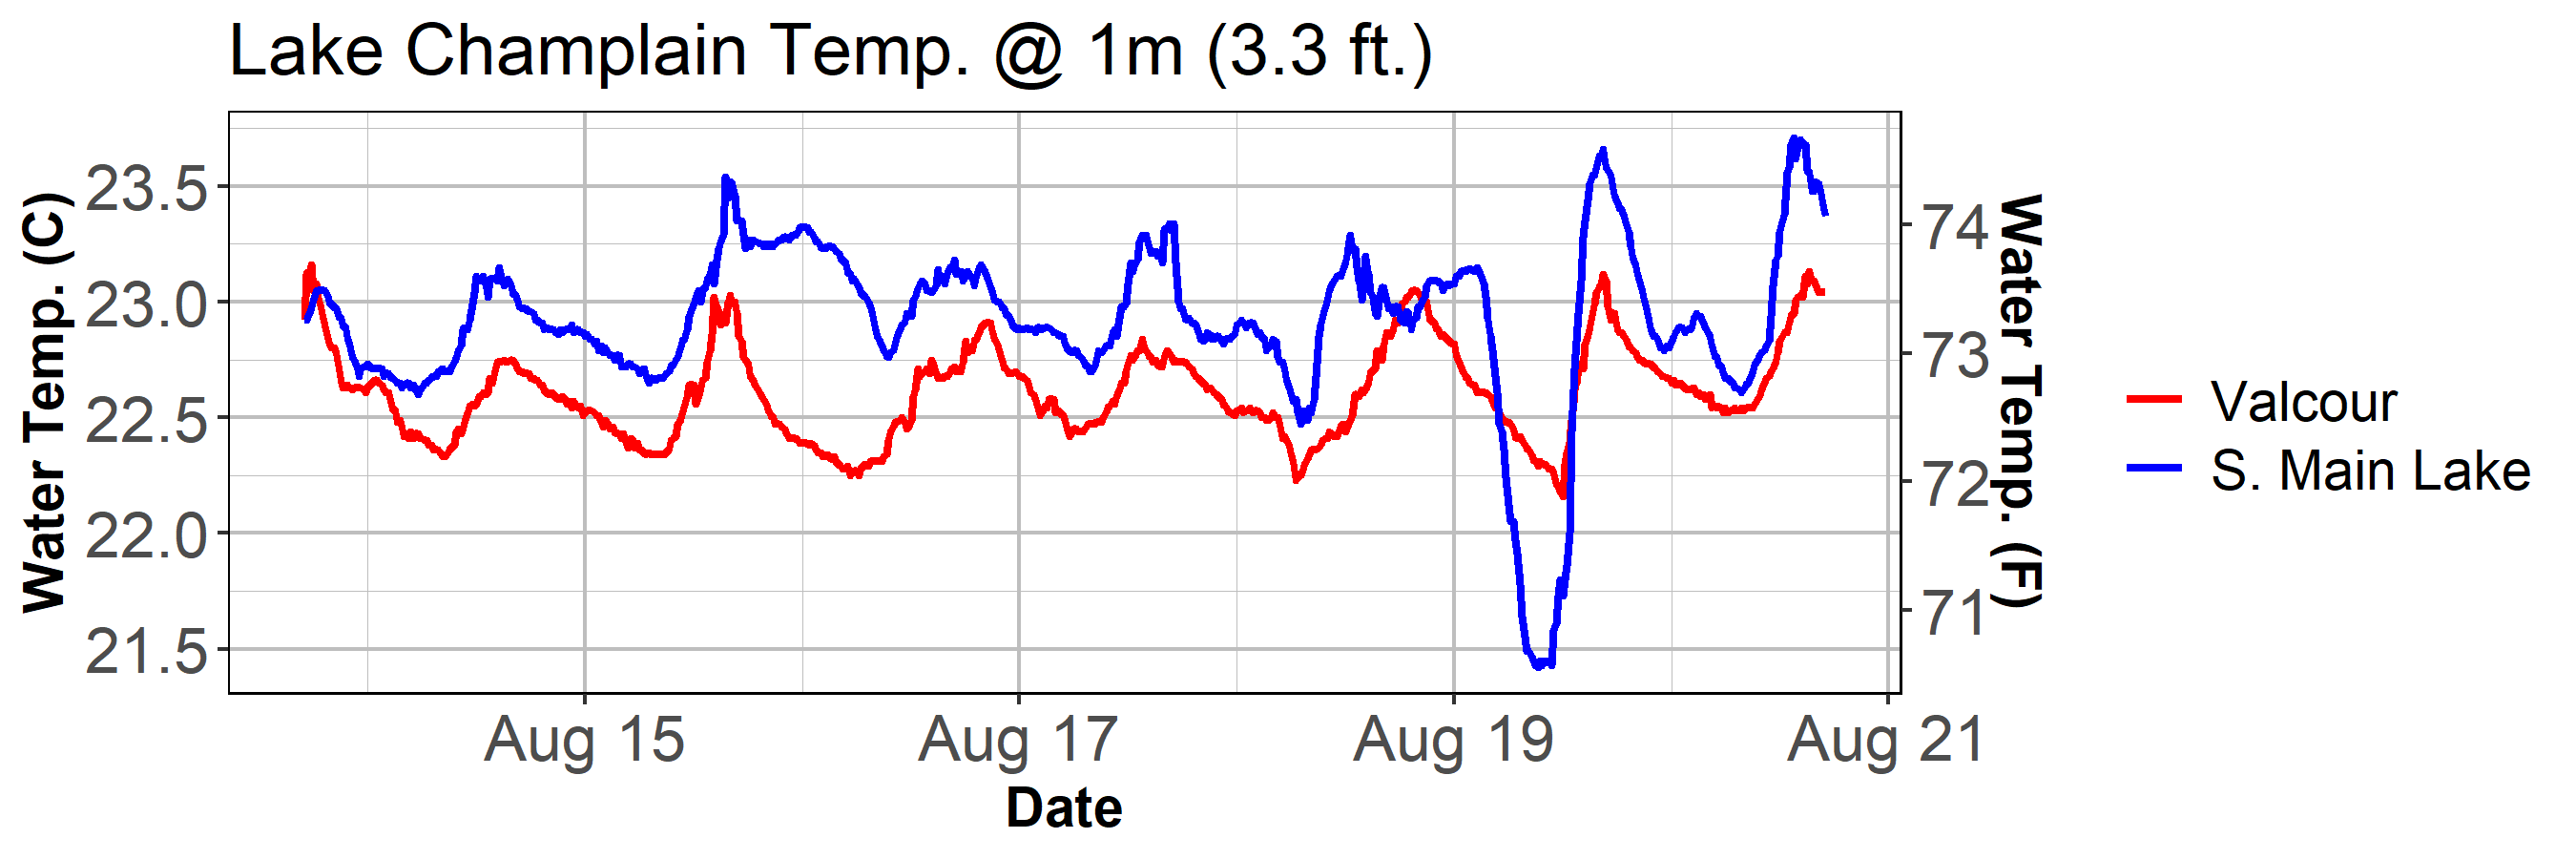 Lake Champlain Temp. @ 1m (3.3 ft.)
Water Temp. (C)
23.5
23.0
22.5
22.0
21.5
74
73
72
71
Water Temp. (F)
Aug 15
Aug 17
Aug 19
Aug 21
Date
Valcour
S. Main Lake